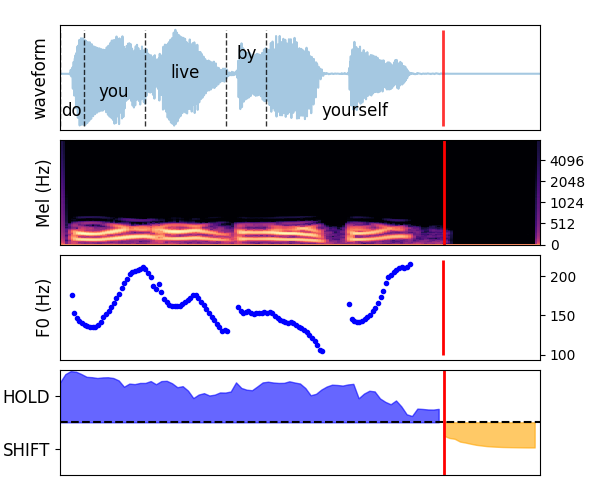 waveform
do
you
live
by
yourself
Mel (Hz)
4096
2048
1024
512
0
F0 (Hz)
200
150
100
HOLD
SHIFT